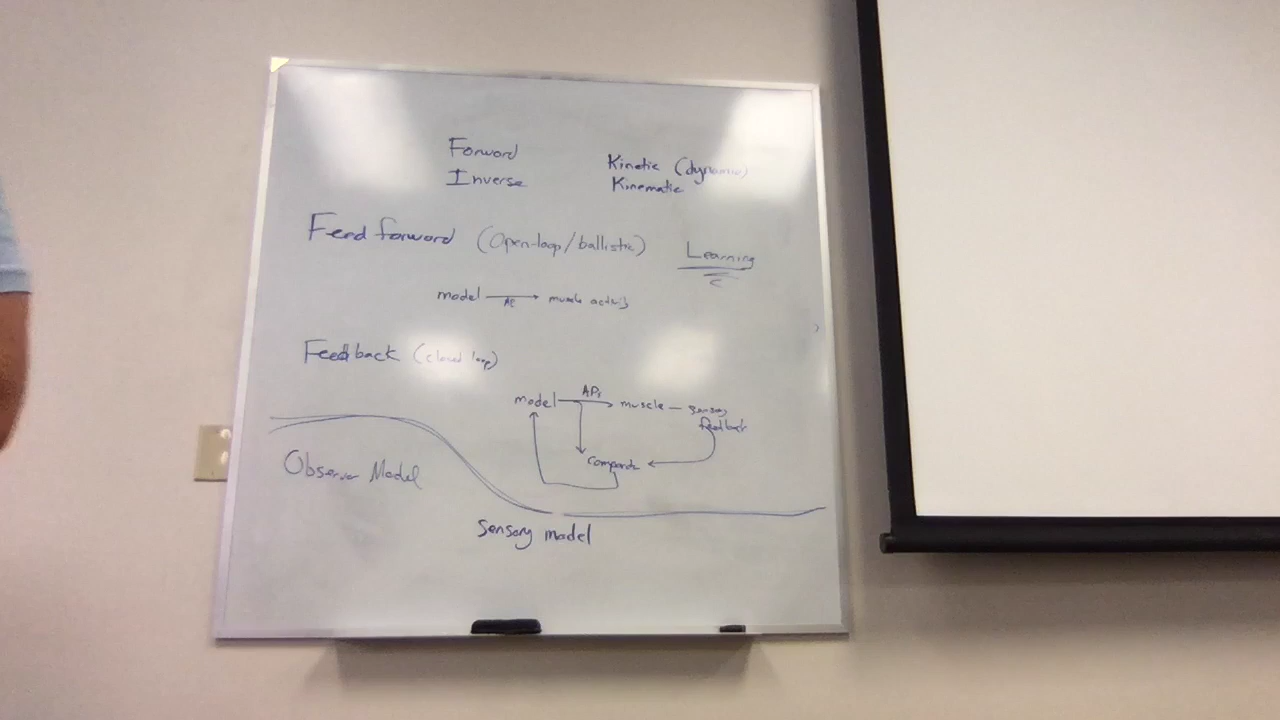 Forward
Inverse
Kinetic (dynamic)
Kinematic
Feed forward (Open-loop/ballistic)
Learning
model → muscle activity
Feedback (closed loop)
model APs → muscle – sensory
feedback
compare
Observer Model
Sensory model